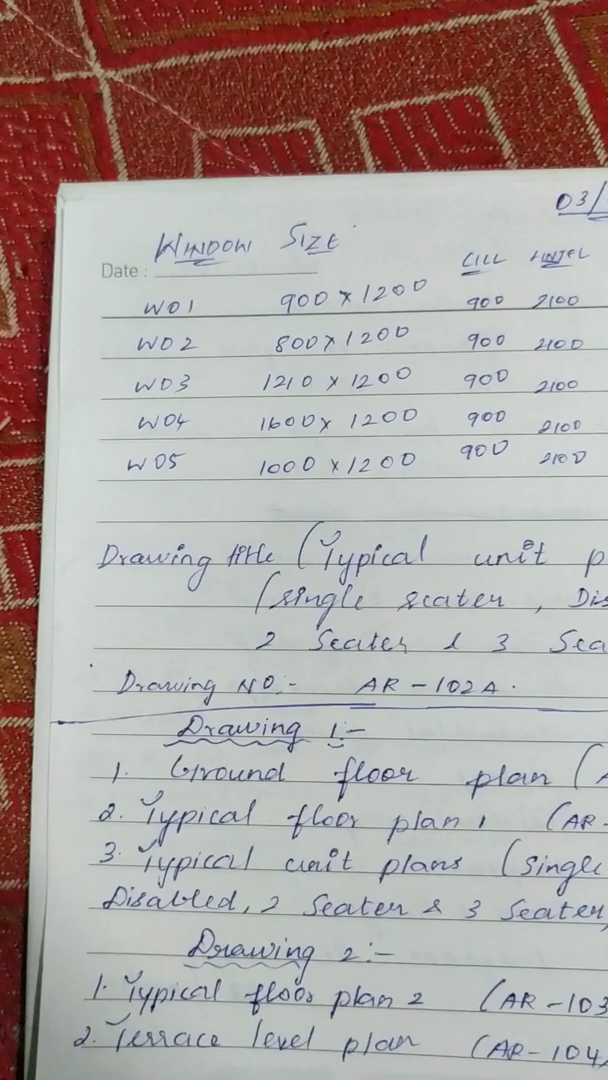 03/
WINDOW SIZE
Date :
CILL LINTEL
W01 900 x 1200 900 2100
W02 800 x 1200 900 2100
W03 1210 x 1200 900 2100
W04 1600 x 1200 900 2100
W05 1000 x 1200 900 2100
Drawing title (Typical unit p
(single seater, Dis
2 Seater & 3 Sea
Drawing NO:- AR-102A.
Drawing 1:-
1. Ground floor plan (A
2. Typical floor plan 1 (AR-
3. Typical unit plans (Single
Disabled, 2 Seater & 3 Seater,
Drawing 2:-
1. Typical floor plan 2 (AR-103
2. Terrace level plan (AR-104